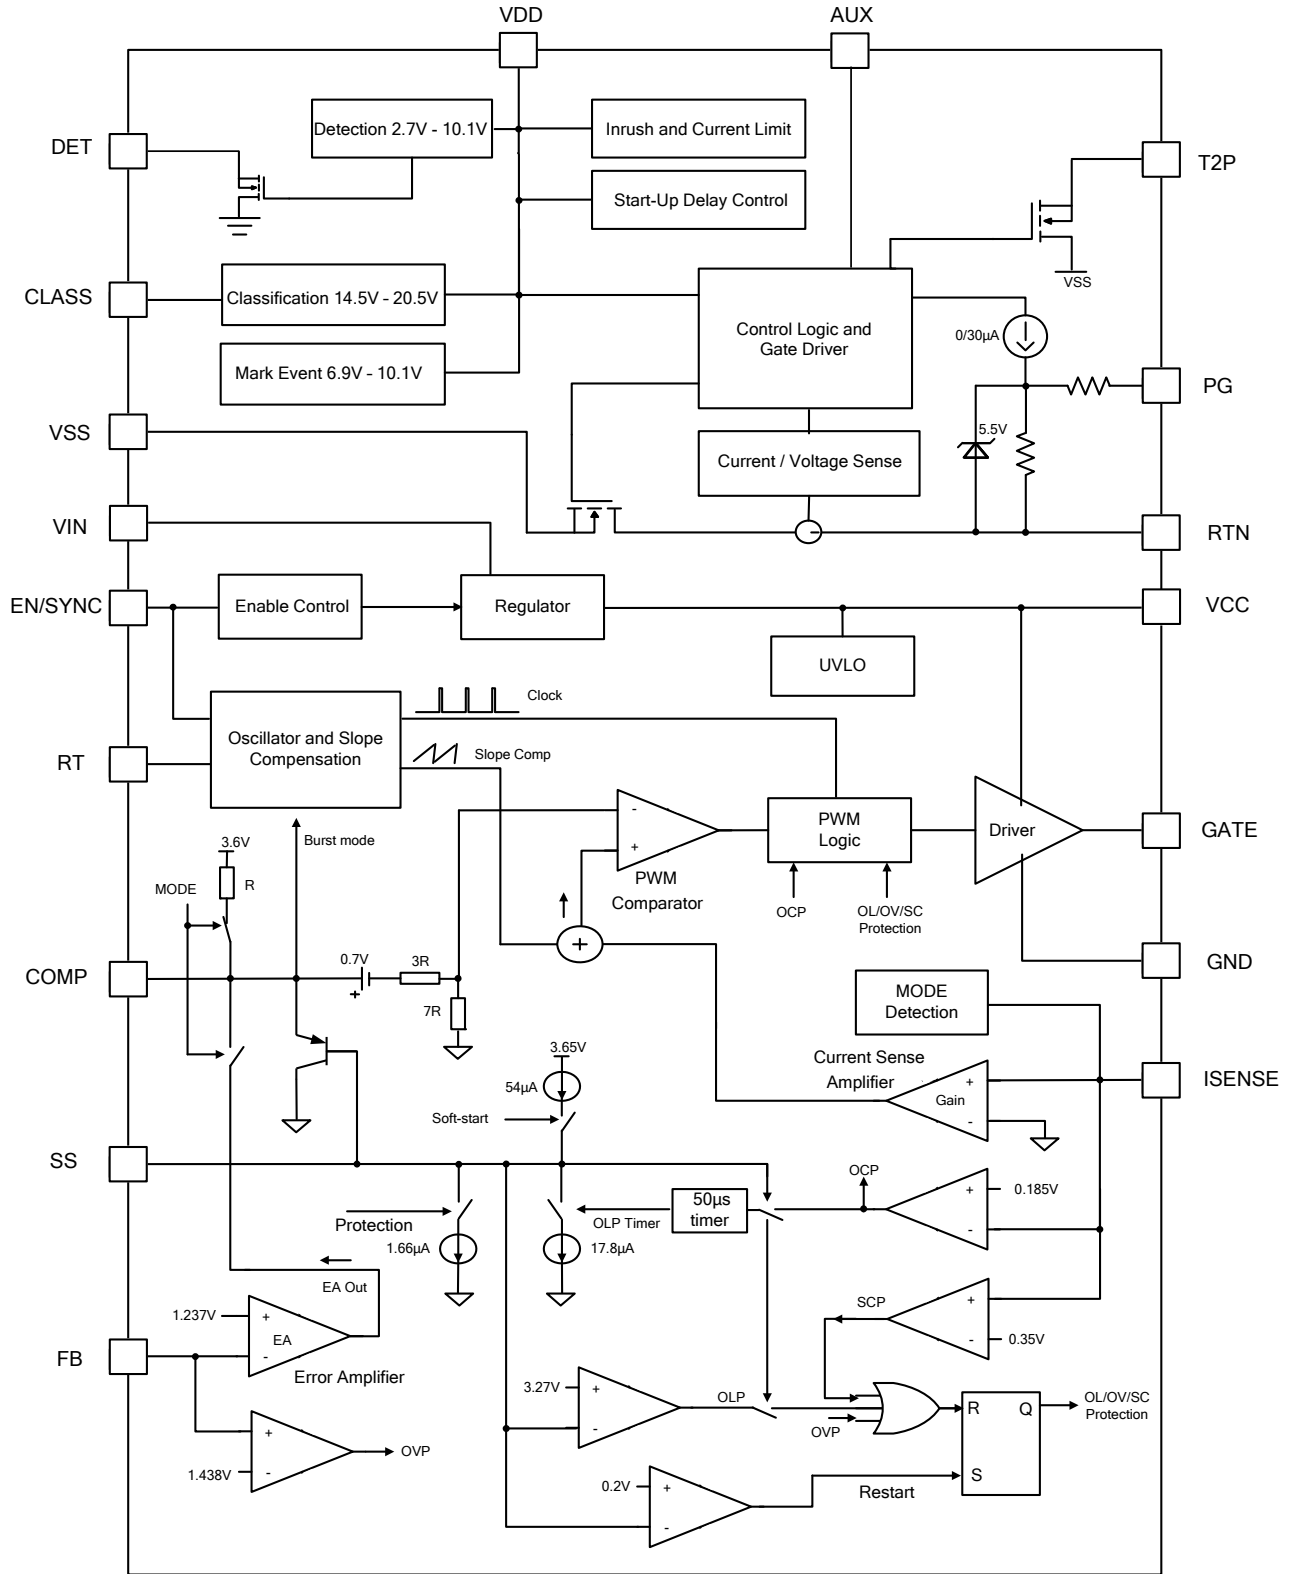 VDD
AUX
DET
Detection 2.7V - 10.1V
Inrush and Current Limit
T2P
Start-Up Delay Control
VSS
CLASS
Classification 14.5V - 20.5V
Control Logic and
Gate Driver
0/30µA
Mark Event 6.9V - 10.1V
PG
VSS
5.5V
Current / Voltage Sense
VIN
RTN
EN/SYNC
Enable Control
Regulator
VCC
UVLO
Clock
Oscillator and Slope
Compensation
Slope Comp
RT
-
+
PWM
Comparator
PWM
Logic
Driver
GATE
Burst mode
3.6V
R
MODE
OCP
OL/OV/SC
Protection
+
COMP
0.7V
+
3R
7R
GND
MODE
Detection
3.65V
54µA
Soft-start
Current Sense
Amplifier
Gain
+
-
ISENSE
SS
OCP
+
-
0.185V
50µs
timer
OLP Timer
Protection
1.66µA
17.8µA
EA Out
1.237V
+
EA
-
SCP
+
-
0.35V
FB
Error Amplifier
3.27V
+
-
OLP
OVP
R
Q
S
OL/OV/SC
Protection
+
-
1.438V
OVP
0.2V
+
-
Restart